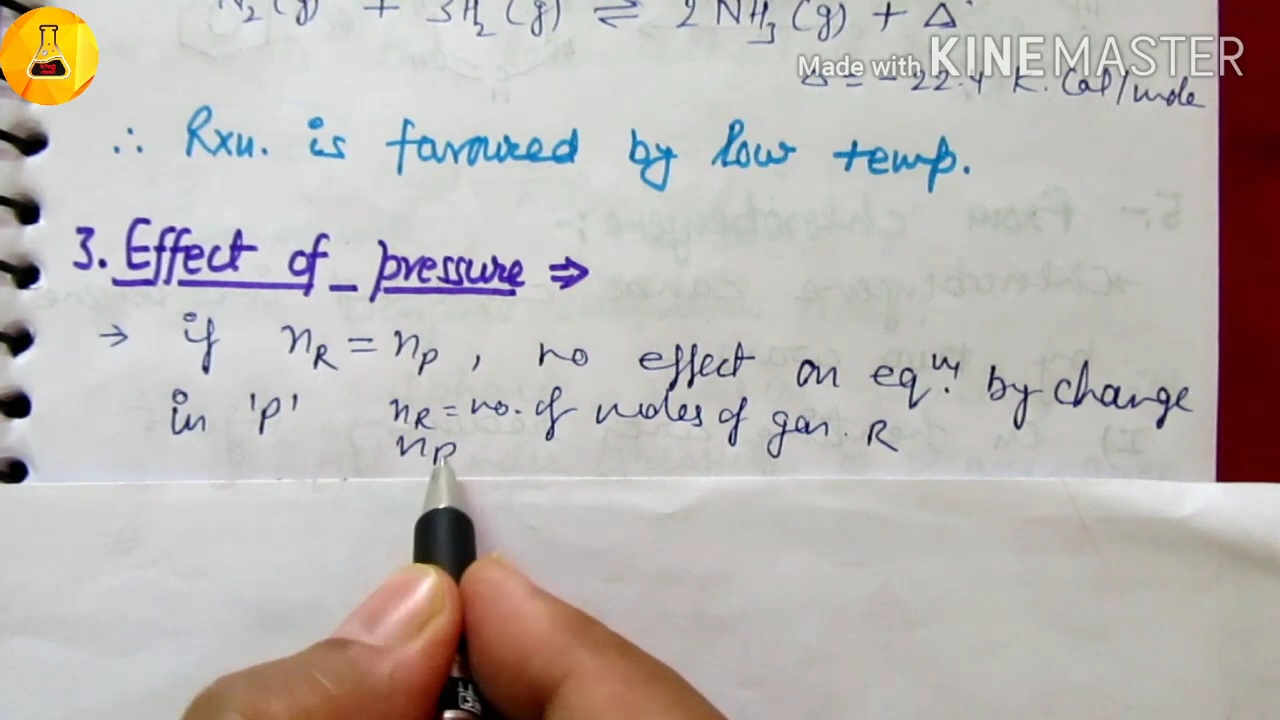 N₂(g) + 3H₂(g) ⇌ 2NH₃(g) + Δ
Made with KINEMASTER
Δ = -22.4 K.Cal/mole
∴ Rxn. is favoured by low temp.
3. Effect of pressure ⇒
→ if nR = nP, no effect on eqm. by change
in 'P' nR = no. of moles of gas. R
nP